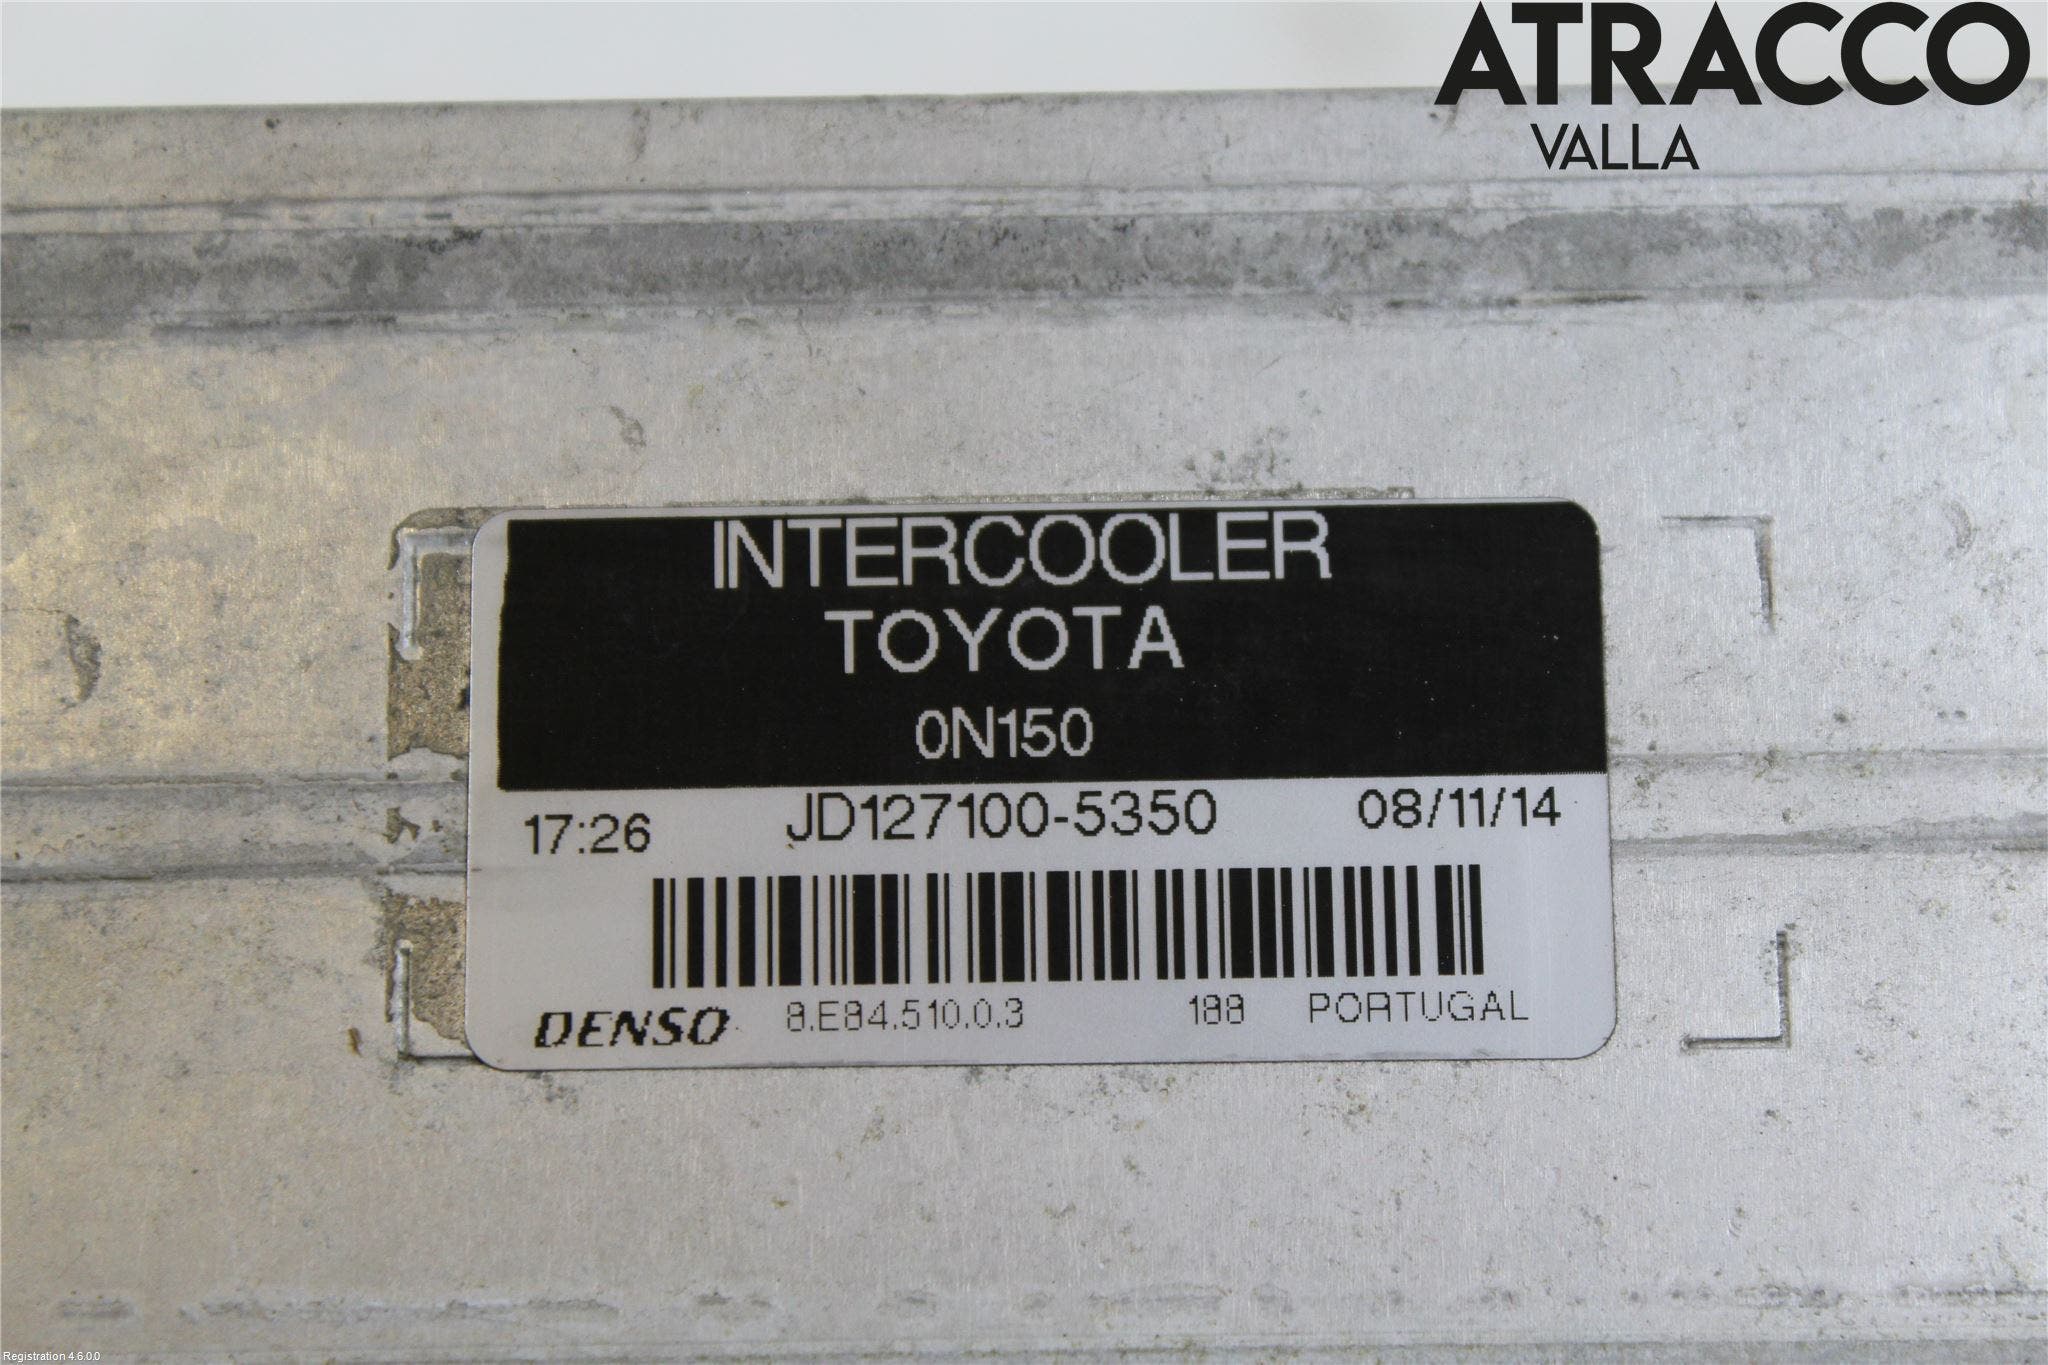 ATRACCO
VALLA
INTERCOOLER
TOYOTA
0N150
17:26 JD127100-5350 08/11/14
DENSO 8.E84.510.0.3 188 PORTUGAL
Registration 4.6.0.0